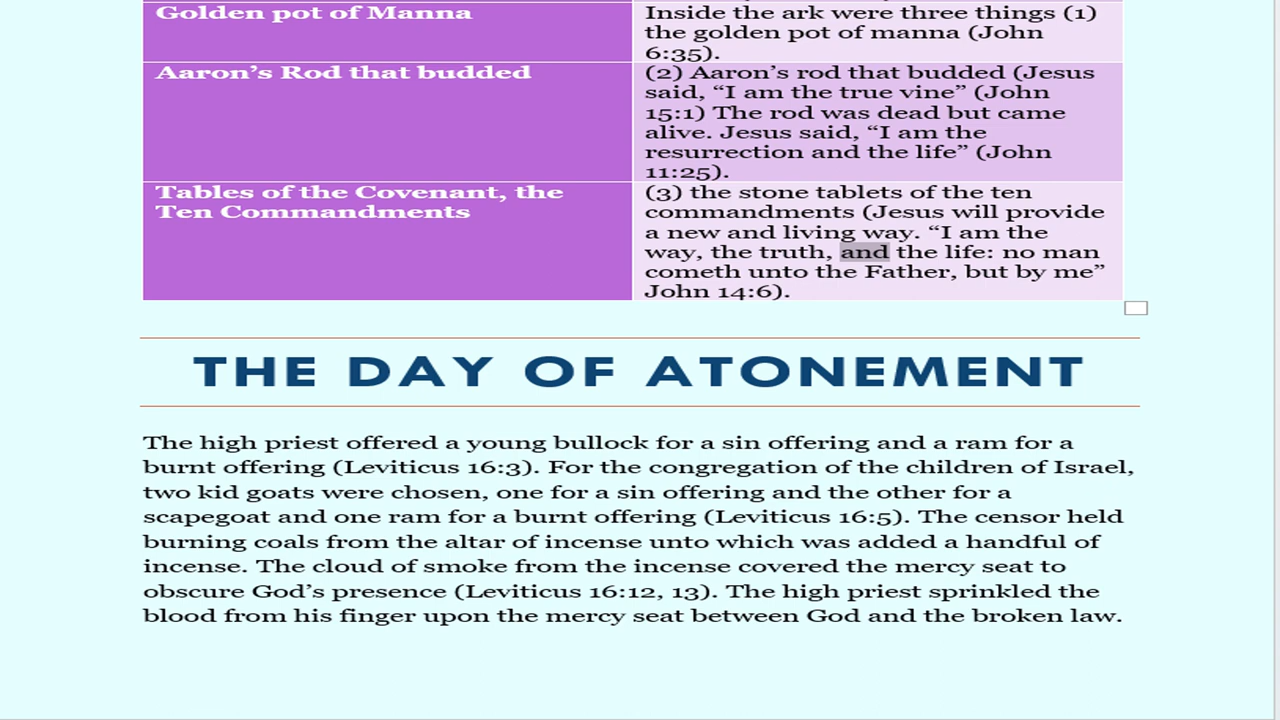 Golden pot of Manna
Inside the ark were three things (1)
the golden pot of manna (John
6:35).
Aaron’s Rod that budded
(2) Aaron’s rod that budded (Jesus
said, “I am the true vine” (John
15:1) The rod was dead but came
alive. Jesus said, “I am the
resurrection and the life” (John
11:25).
Tables of the Covenant, the
Ten Commandments
(3) the stone tablets of the ten
commandments (Jesus will provide
a new and living way. “I am the
way, the truth, and the life: no man
cometh unto the Father, but by me”
John 14:6).
THE DAY OF ATONEMENT
The high priest offered a young bullock for a sin offering and a ram for a
burnt offering (Leviticus 16:3). For the congregation of the children of Israel,
two kid goats were chosen, one for a sin offering and the other for a
scapegoat and one ram for a burnt offering (Leviticus 16:5). The censor held
burning coals from the altar of incense unto which was added a handful of
incense. The cloud of smoke from the incense covered the mercy seat to
obscure God’s presence (Leviticus 16:12, 13). The high priest sprinkled the
blood from his finger upon the mercy seat between God and the broken law.